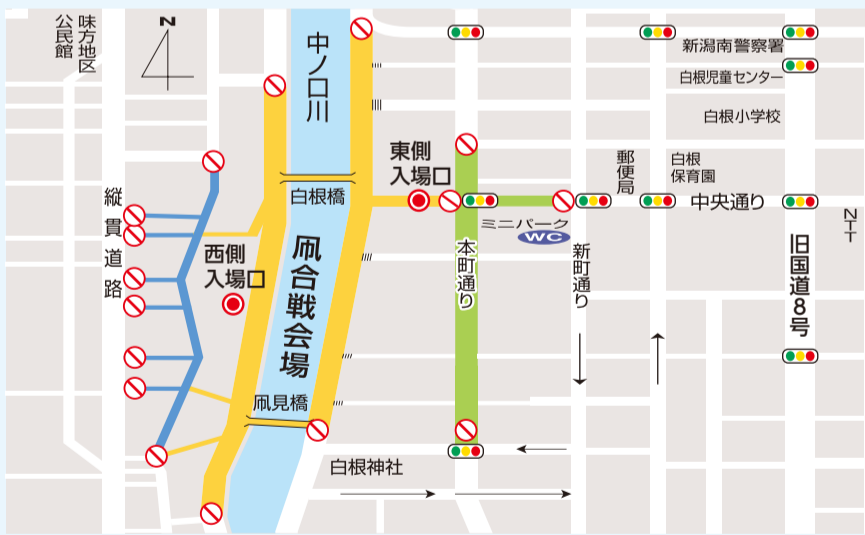 味方地区
公民館
N
中ノ口川
新潟南警察署
白根児童センター
白根小学校
東側
入場口
郵便局
白根
保育園
中央通り
白根橋
ミニパーク
WC
縦貫道路
西側
入場口
凧合戦会場
本町通り
新町通り
旧国道8号
NTT
凧見橋
白根神社